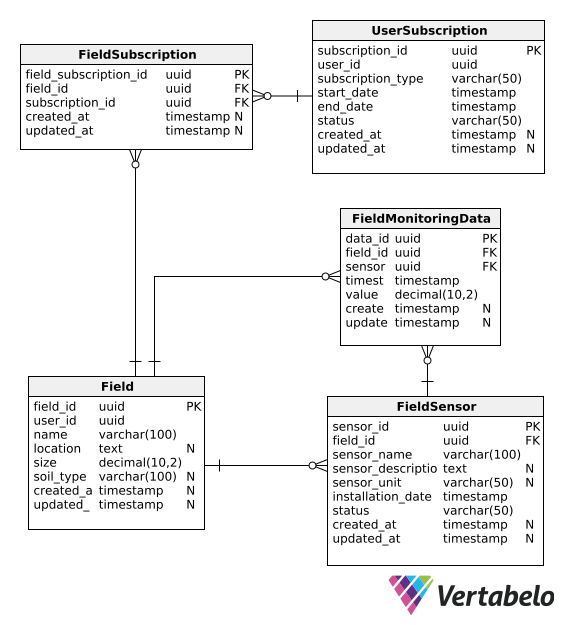 FieldSubscription
field_subscription_id uuid PK
field_id uuid FK
subscription_id uuid FK
created_at timestamp N
updated_at timestamp N
UserSubscription
subscription_id uuid PK
user_id uuid
subscription_type varchar(50)
start_date timestamp
end_date timestamp
status varchar(50)
created_at timestamp N
updated_at timestamp N
FieldMonitoringData
data_id uuid PK
field_id uuid FK
sensor uuid FK
timest timestamp
value decimal(10,2)
create timestamp N
update timestamp N
Field
field_id uuid PK
user_id uuid
name varchar(100)
location text N
size decimal(10,2)
soil_type varchar(100) N
created_a timestamp N
updated_ timestamp N
FieldSensor
sensor_id uuid PK
field_id uuid FK
sensor_name varchar(100)
sensor_descriptio text N
sensor_unit varchar(50) N
installation_date timestamp
status varchar(50)
created_at timestamp N
updated_at timestamp N
Vertabelo